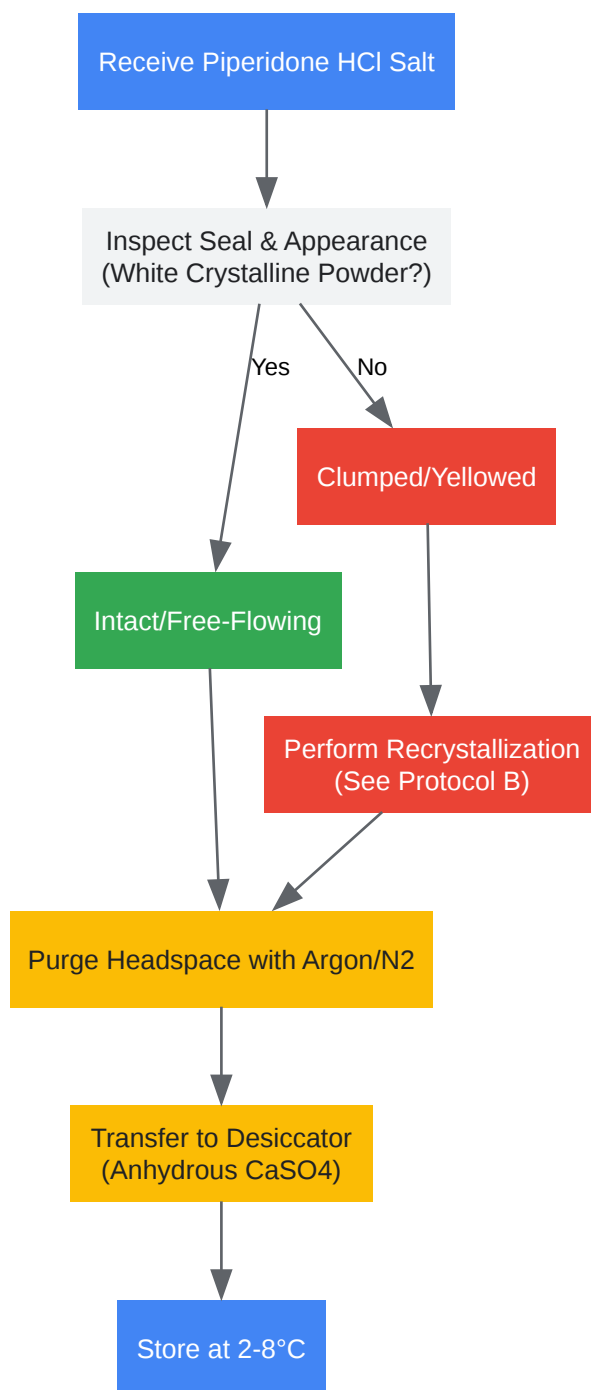 Receive Piperidone HCl Salt
Inspect Seal & Appearance
(White Crystalline Powder?)
Yes
No
Clumped/Yellowed
Intact/Free-Flowing
Perform Recrystallization
(See Protocol B)
Purge Headspace with Argon/N2
Transfer to Desiccator
(Anhydrous CaSO4)
Store at 2-8°C